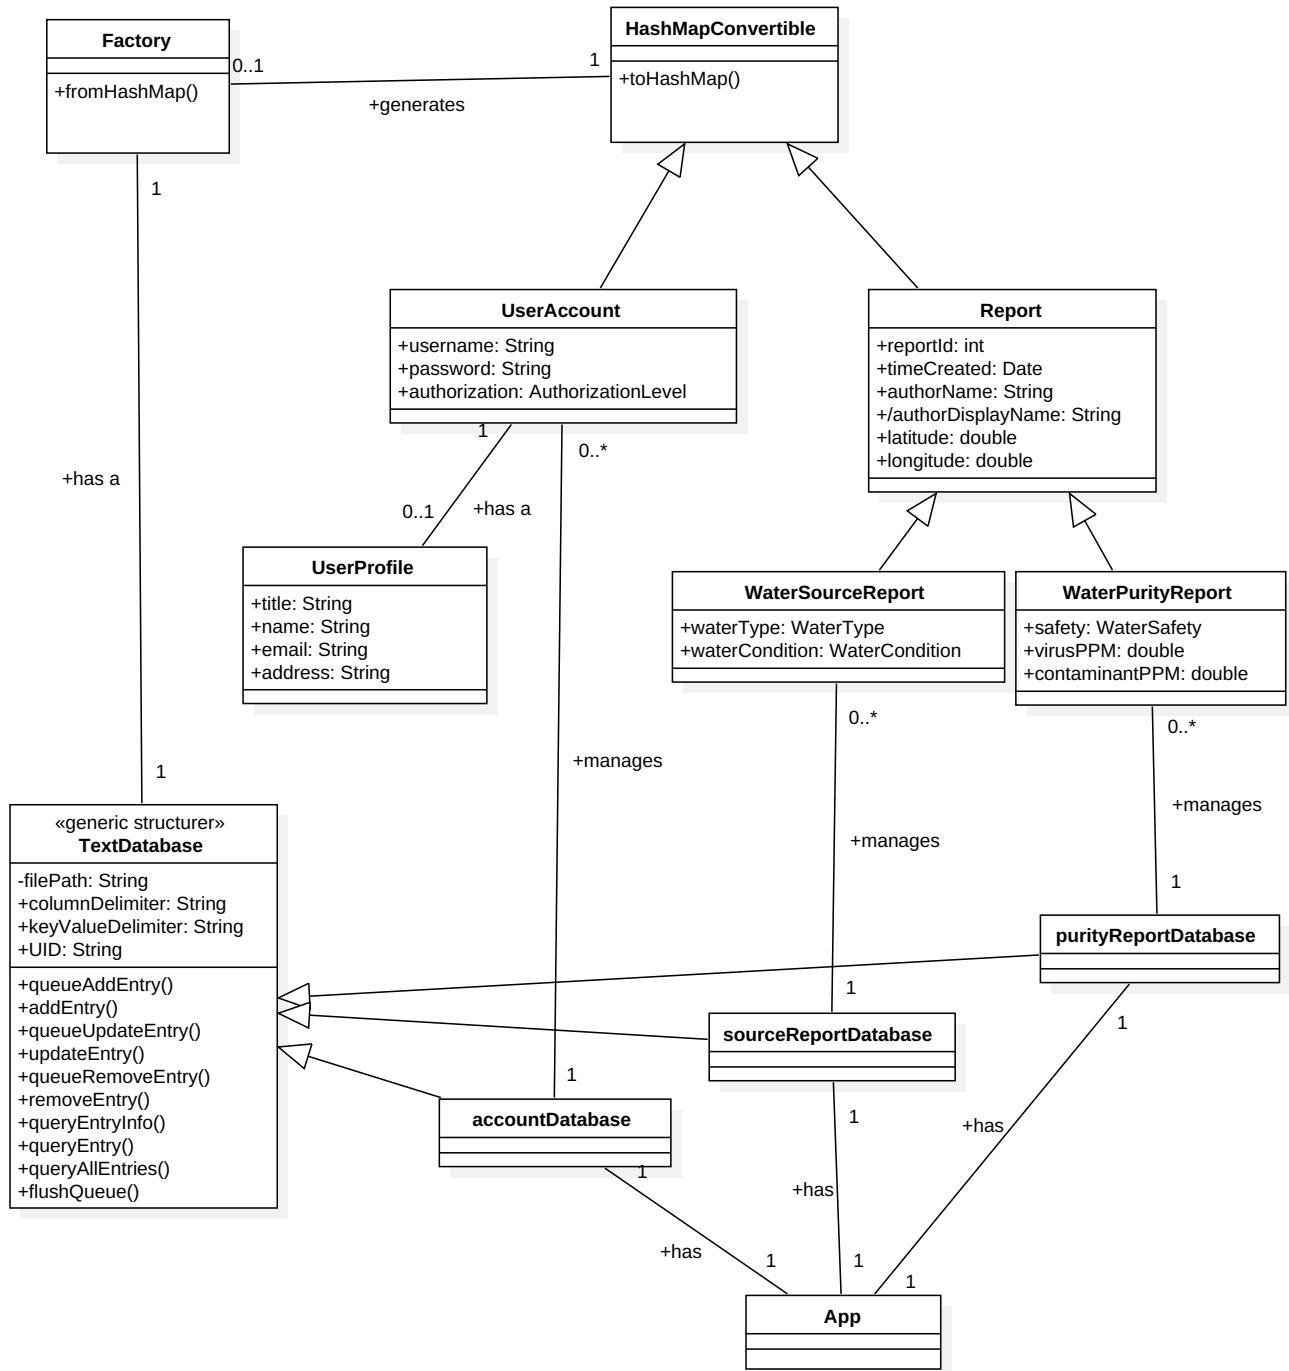 Factory
+fromHashMap()
HashMapConvertible
+toHashMap()
0..1
1
+generates
1
+has a
1
UserAccount
+username: String
+password: String
+authorization: AuthorizationLevel
Report
+reportId: int
+timeCreated: Date
+authorName: String
+/authorDisplayName: String
+latitude: double
+longitude: double
1
0..1
+has a
0..*
UserProfile
+title: String
+name: String
+email: String
+address: String
WaterSourceReport
+waterType: WaterType
+waterCondition: WaterCondition
WaterPurityReport
+safety: WaterSafety
+virusPPM: double
+contaminantPPM: double
0..*
0..*
+manages
+manages
+manages
1
1
1
«generic structurer»
TextDatabase
-filePath: String
+columnDelimiter: String
+keyValueDelimiter: String
+UID: String
+queueAddEntry()
+addEntry()
+queueUpdateEntry()
+updateEntry()
+queueRemoveEntry()
+removeEntry()
+queryEntryInfo()
+queryEntry()
+queryAllEntries()
+flushQueue()
purityReportDatabase
sourceReportDatabase
accountDatabase
1
1
1
+has
+has
+has
1
1
1
App